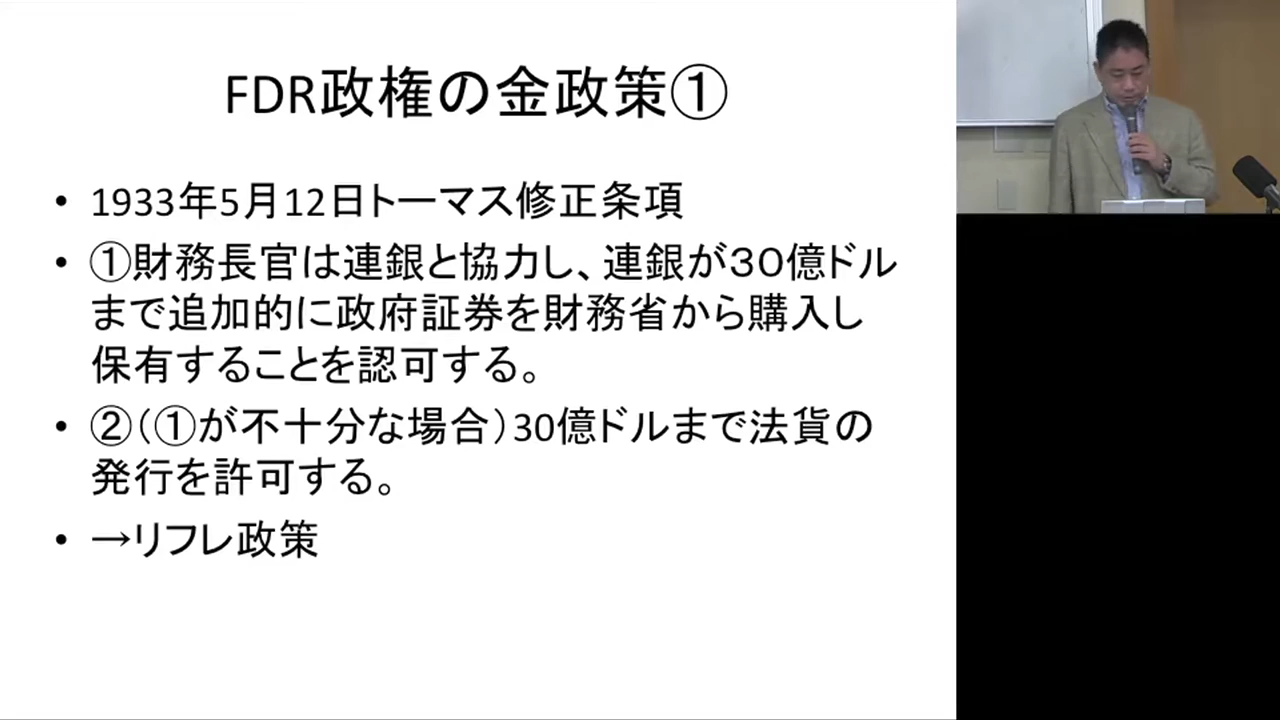 FDR政権の金政策①
• 1933年5月12日トーマス修正条項
• ①財務長官は連銀と協力し、連銀が３０億ドル
まで追加的に政府証券を財務省から購入し
保有することを認可する。
• ②（①が不十分な場合）30億ドルまで法貨の
発行を許可する。
• →リフレ政策